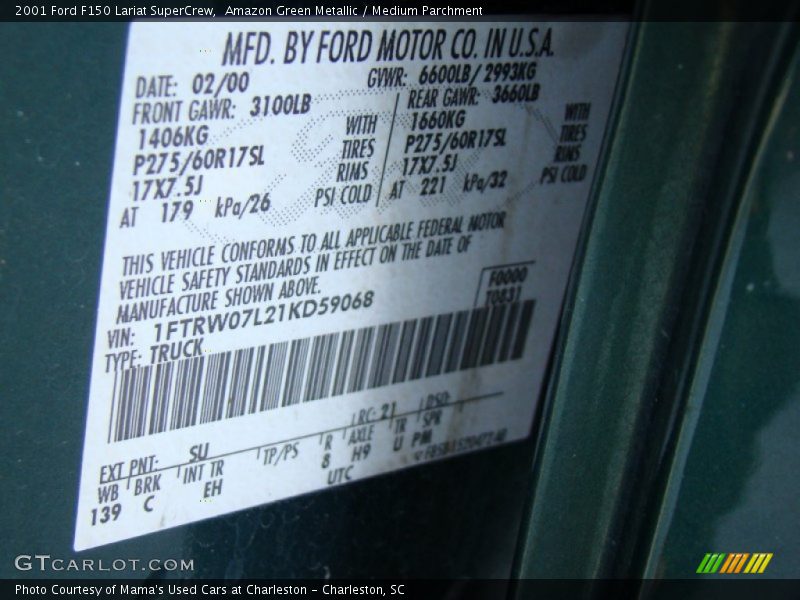 2001 Ford F150 Lariat SuperCrew,  Amazon Green Metallic / Medium Parchment
MFD. BY FORD MOTOR CO. IN U.S.A.
DATE: 02/00
GVWR: 6600LB/ 2993KG
FRONT GAWR: 3100LB
1406KG
P275/60R17SL
17X7.5J
AT 179 kPa/26
WITH
TIRES
RIMS
PSI COLD
REAR GAWR: 3660LB
1660KG
P275/60R17SL
17X7.5J
AT 221 kPa/32
WITH
TIRES
RIMS
PSI COLD
THIS VEHICLE CONFORMS TO ALL APPLICABLE FEDERAL MOTOR
VEHICLE SAFETY STANDARDS IN EFFECT ON THE DATE OF
MANUFACTURE SHOWN ABOVE.
F0000
T0831
VIN: 1FTRW07L21KD59068
TYPE: TRUCK
EXT PNT: SU RC: 21 DSO:
WB BRK INT TR TP/PS R AXLE TR SPR
139 C EH 8 H9 U PM
UTC
GTCARLOT.COM
Photo Courtesy of Mama's Used Cars at Charleston - Charleston, SC